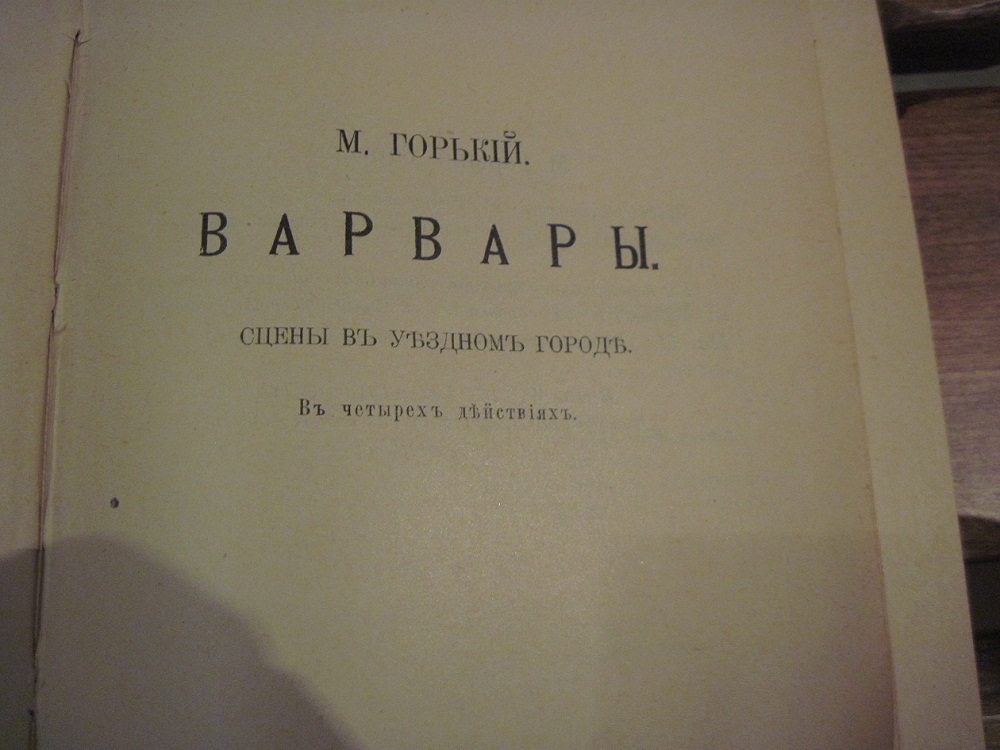 М. ГОРЬКІЙ.
ВАРВАРЫ.
СЦЕНЫ ВЪ УѢЗДНОМЪ ГОРОДѢ.
Въ четырехъ дѣйствіяхъ.